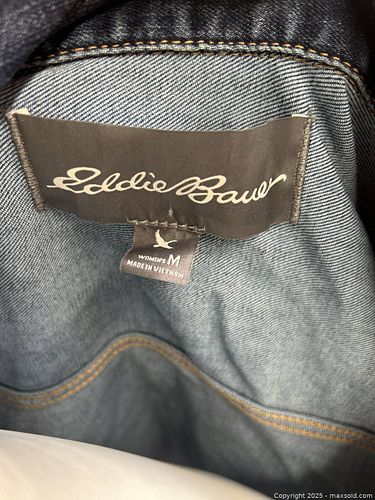 Eddie Bauer
WOMEN'S M
MADE IN VIETNAM
Copyright 2025 - maxsold.com